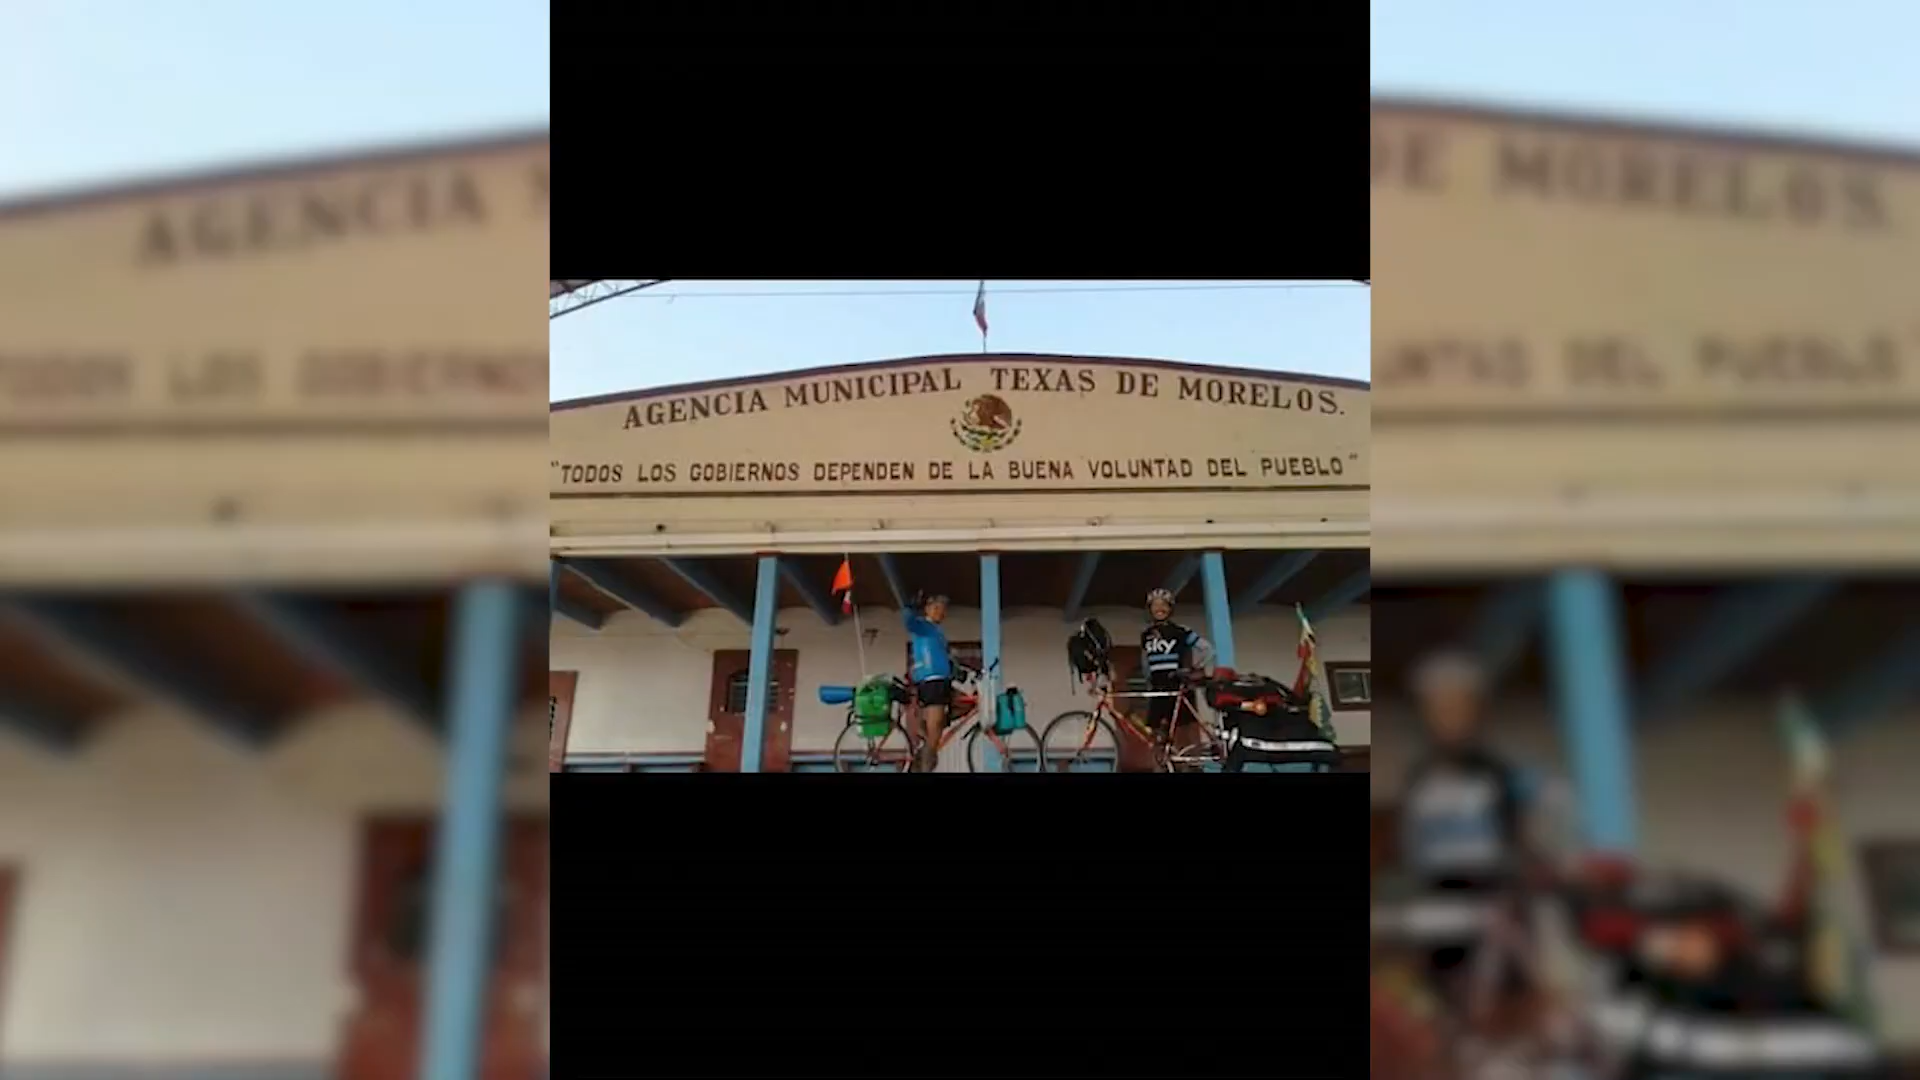 AGENCIA MUNICIPAL TEXAS DE MORELOS.
"TODOS LOS GOBIERNOS DEPENDEN DE LA BUENA VOLUNTAD DEL PUEBLO"
sky